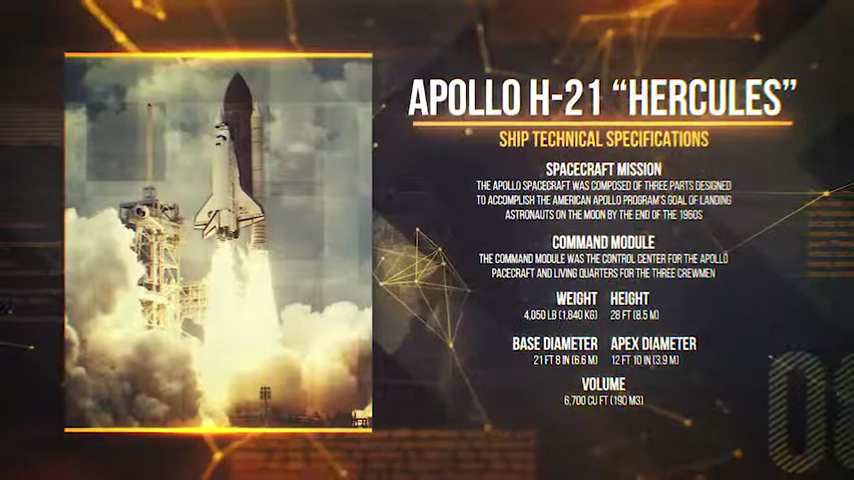 APOLLO H-21 “HERCULES”
SHIP TECHNICAL SPECIFICATIONS
SPACECRAFT MISSION
THE APOLLO SPACECRAFT WAS COMPOSED OF THREE PARTS DESIGNED
TO ACCOMPLISH THE AMERICAN APOLLO PROGRAM'S GOAL OF LANDING
ASTRONAUTS ON THE MOON BY THE END OF THE 1960S
COMMAND MODULE
THE COMMAND MODULE WAS THE CONTROL CENTER FOR THE APOLLO
PACECRAFT AND LIVING QUARTERS FOR THE THREE CREWMEN
WEIGHT HEIGHT
4,050 LB (1,840 KG) 28 FT (8.5 M)
BASE DIAMETER APEX DIAMETER
21 FT 8 IN (6.6 M) 12 FT 10 IN (3.9 M)
VOLUME
6,700 CU FT (190 M3)